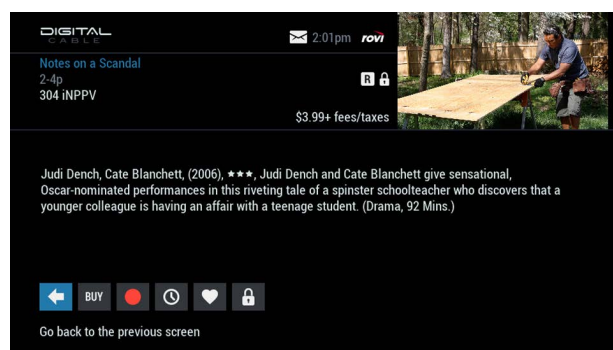 DIGITAL
CABLE
2:01pm rovi
Notes on a Scandal
2-4p
R
304 iNPPV
$3.99+ fees/taxes
Judi Dench, Cate Blanchett, (2006), ★★★, Judi Dench and Cate Blanchett give sensational,
Oscar-nominated performances in this riveting tale of a spinster schoolteacher who discovers that a
younger colleague is having an affair with a teenage student. (Drama, 92 Mins.)
BUY
Go back to the previous screen